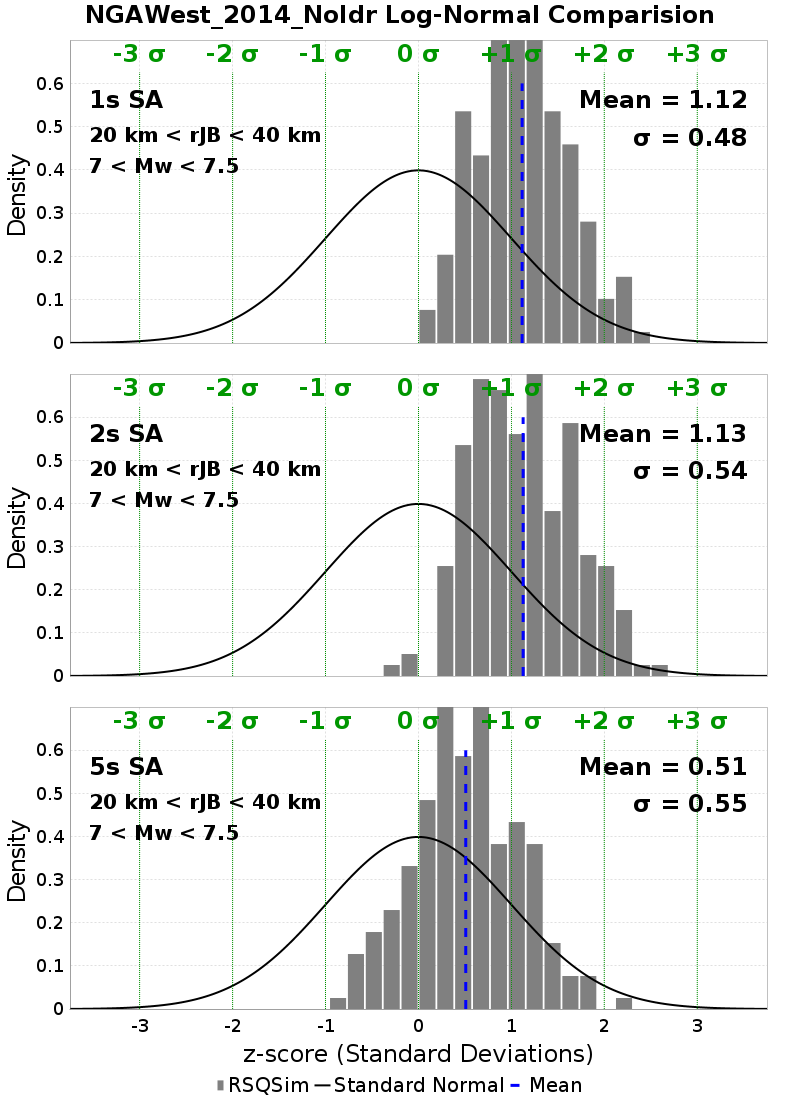 NGAWest_2014_NoIdr Log-Normal Comparision
-3 σ -2 σ -1 σ 0 σ +1 σ +2 σ +3 σ
1s SA
Mean = 1.12
20 km < rJB < 40 km
σ = 0.48
7 < Mw < 7.5
Density
0.6
0.5
0.4
0.3
0.2
0.1
0
-3 σ -2 σ -1 σ 0 σ +1 σ +2 σ +3 σ
2s SA
Mean = 1.13
20 km < rJB < 40 km
σ = 0.54
7 < Mw < 7.5
Density
0.6
0.5
0.4
0.3
0.2
0.1
0
-3 σ -2 σ -1 σ 0 σ +1 σ +2 σ +3 σ
5s SA
Mean = 0.51
20 km < rJB < 40 km
σ = 0.55
7 < Mw < 7.5
Density
0.6
0.5
0.4
0.3
0.2
0.1
0
-3 -2 -1 0 1 2 3
z-score (Standard Deviations)
RSQSim Standard Normal Mean